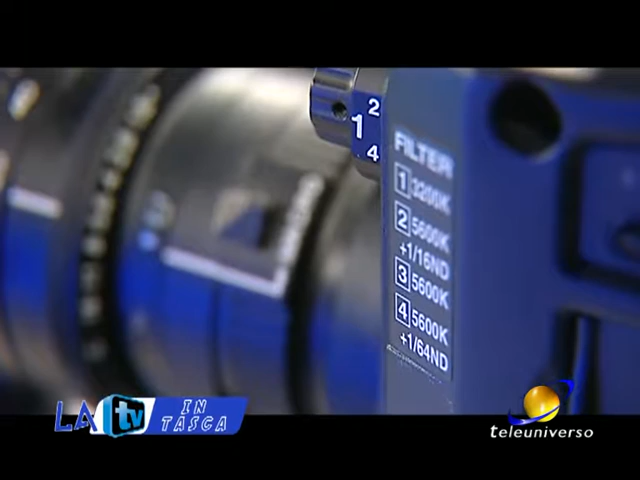 2
1
4
FILTER
1 3200K
2 5600K
+1/16ND
3 5600K
4 5600K
+1/64ND
LA tv IN TASCA
teleuniverso